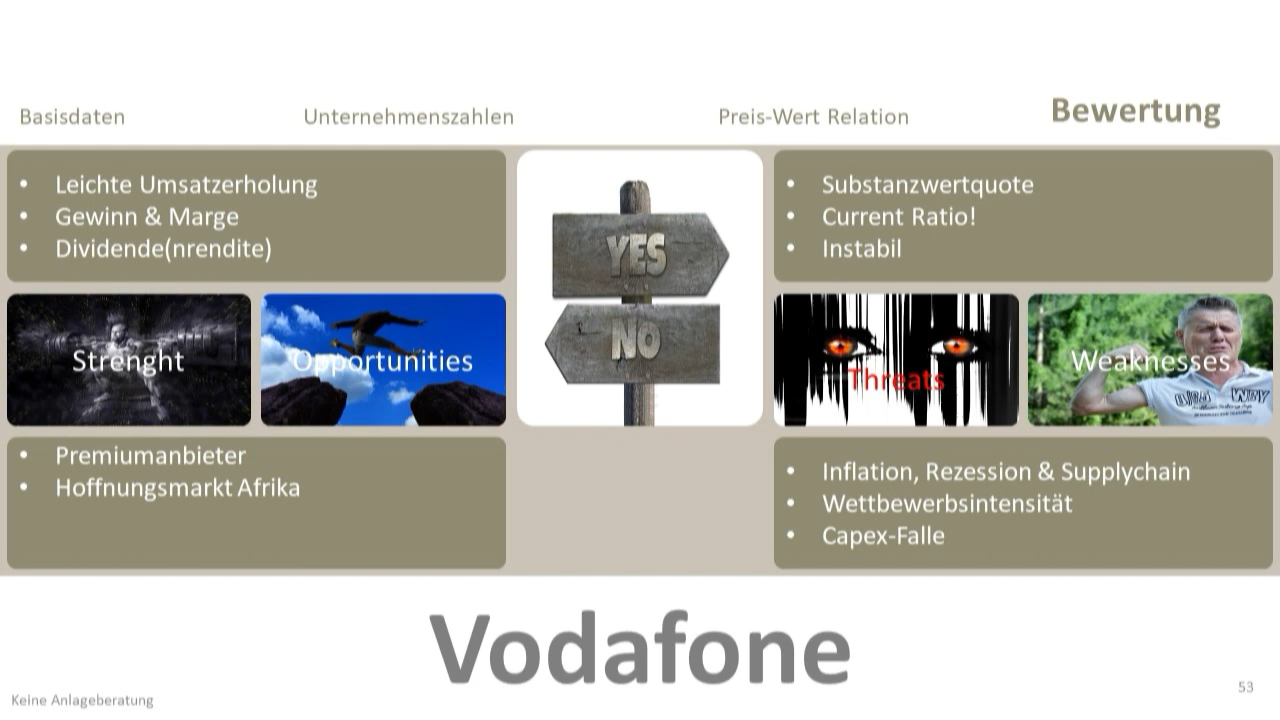 Basisdaten
Unternehmenszahlen
Preis-Wert Relation
Bewertung
• Leichte Umsatzerholung
• Gewinn & Marge
• Dividende(nrendite)
YES
NO
• Substanzwertquote
• Current Ratio!
• Instabil
Strenght
Opportunities
Threats
Weaknesses
• Premiumanbieter
• Hoffnungsmarkt Afrika
• Inflation, Rezession & Supplychain
• Wettbewerbsintensität
• Capex-Falle
Vodafone
Keine Anlageberatung
53